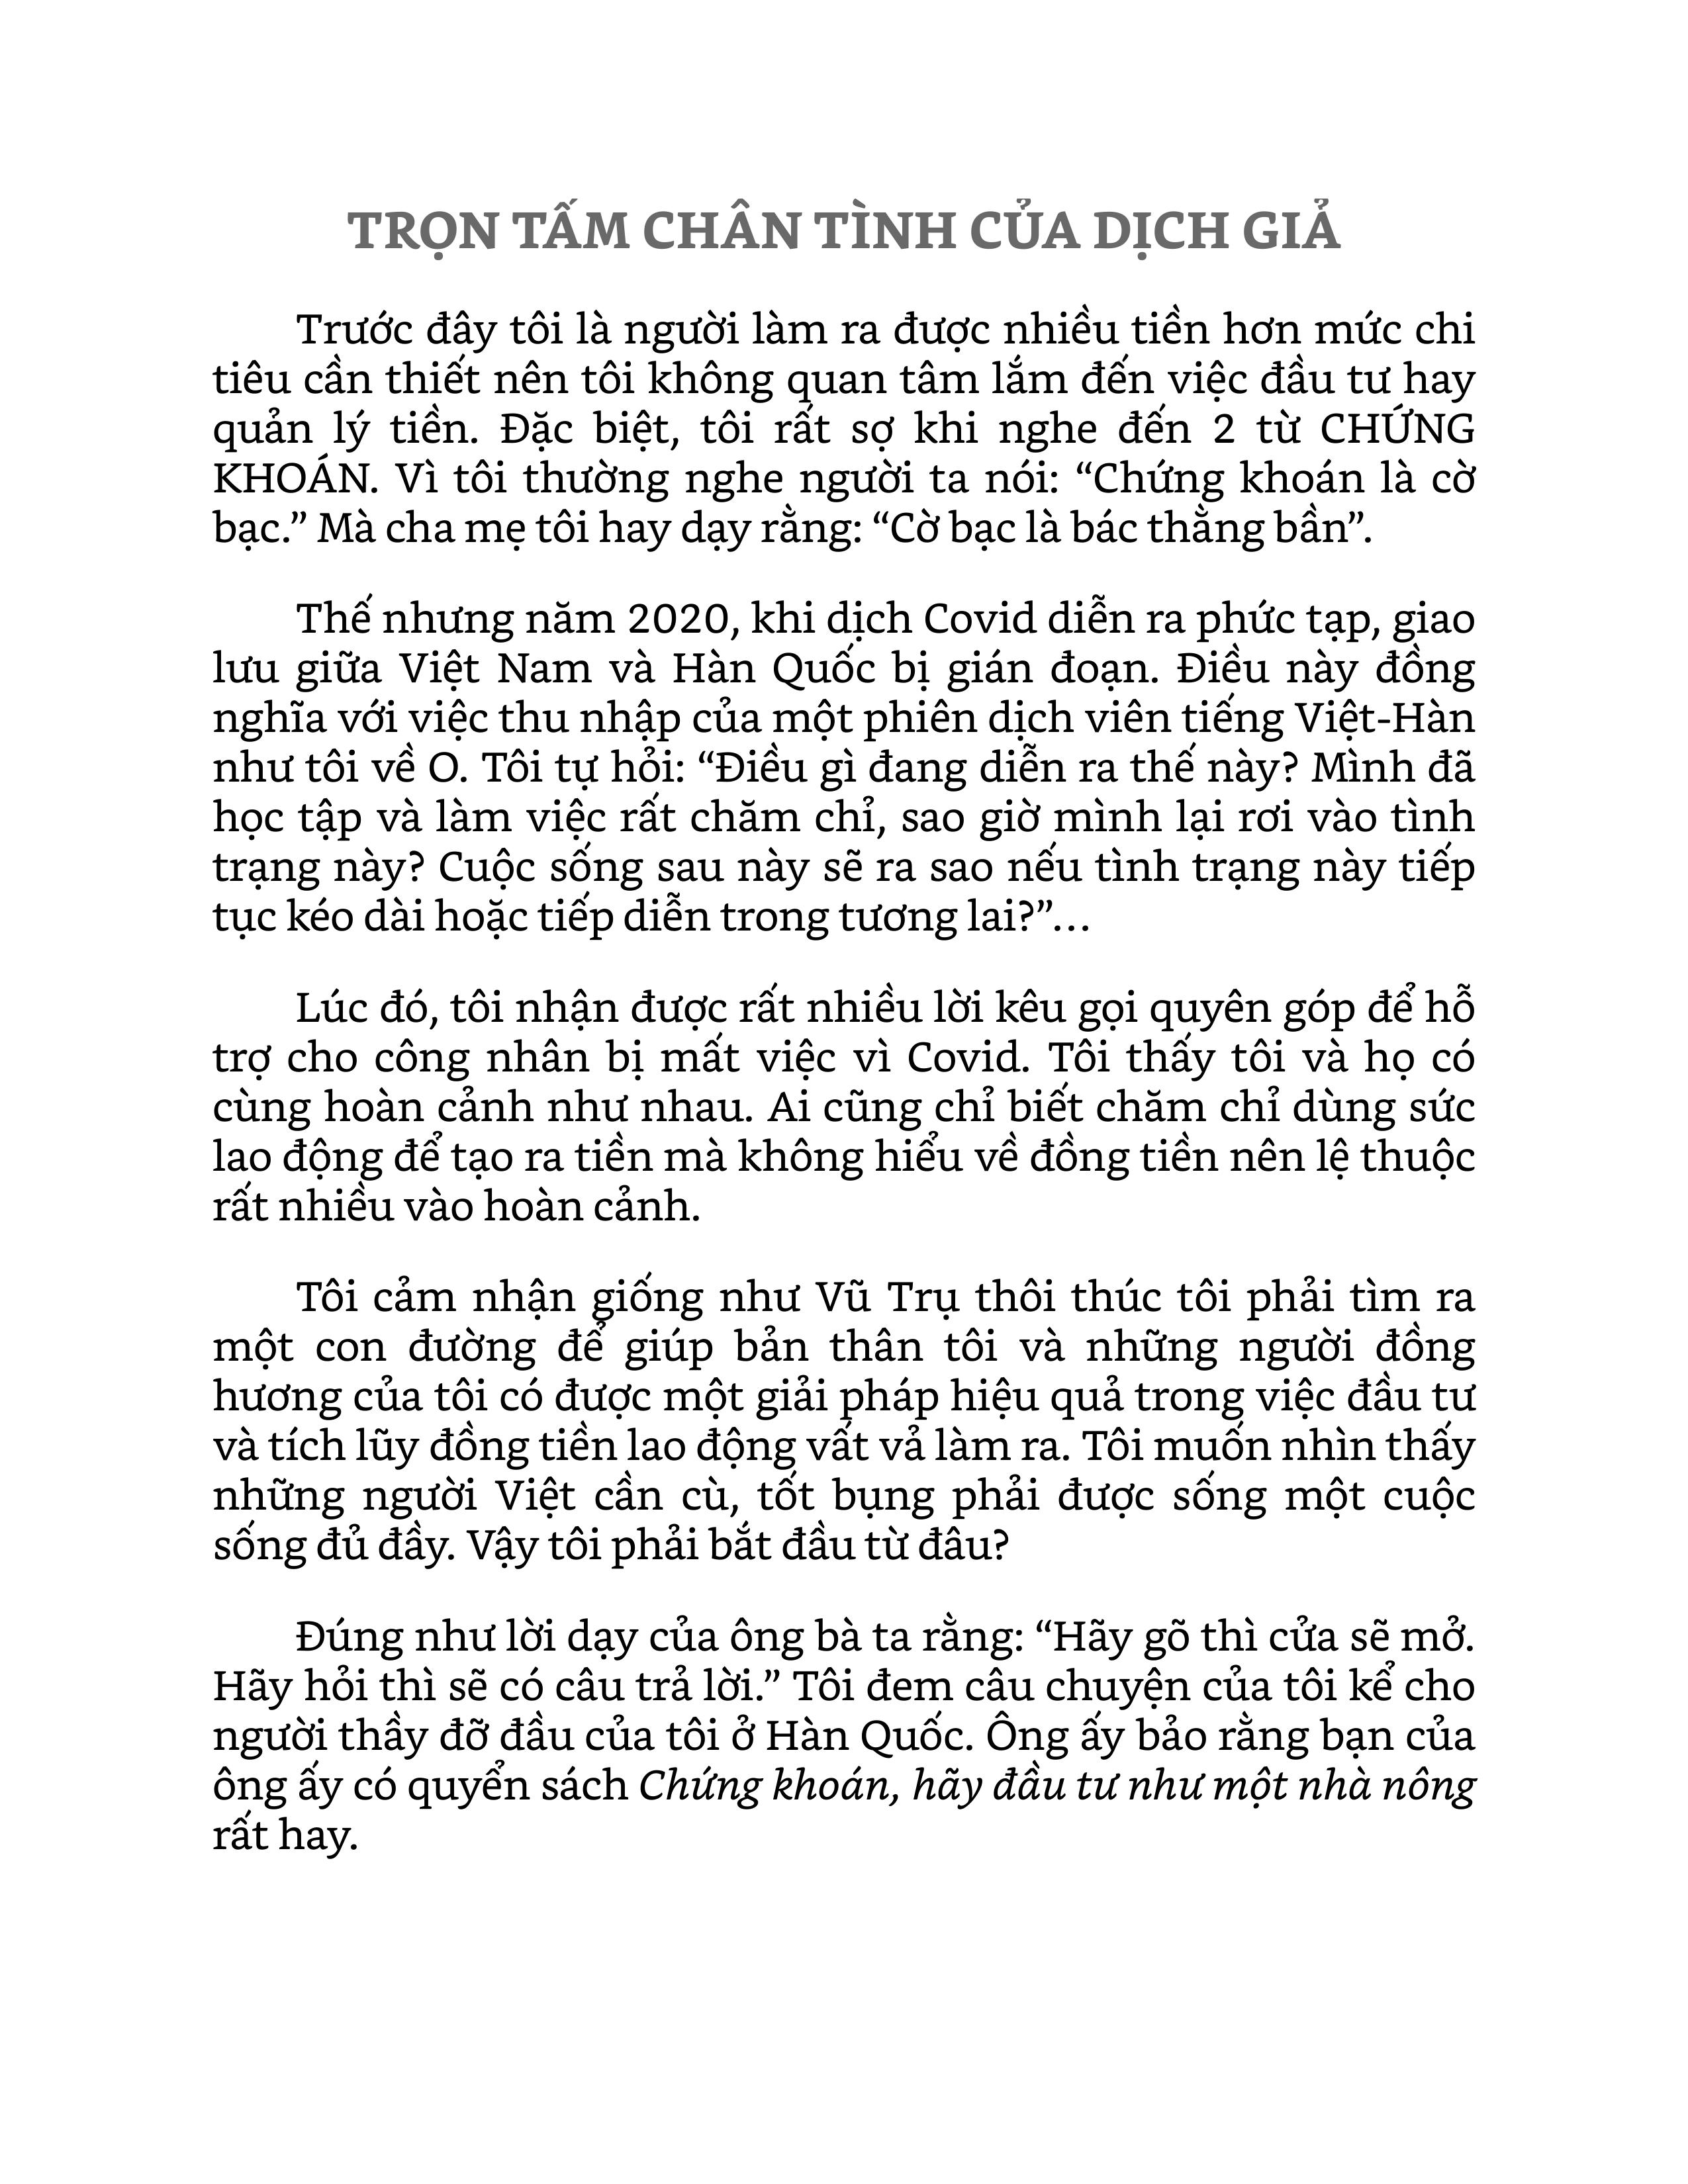 TRỌN TẤM CHÂN TÌNH CỦA DỊCH GIẢ
Trước đây tôi là người làm ra được nhiều tiền hơn mức chi
tiêu cần thiết nên tôi không quan tâm lắm đến việc đầu tư hay
quản lý tiền. Đặc biệt, tôi rất sợ khi nghe đến 2 từ CHỨNG
KHOÁN. Vì tôi thường nghe người ta nói: “Chứng khoán là cờ
bạc.” Mà cha mẹ tôi hay dạy rằng: “Cờ bạc là bác thằng bần”.
Thế nhưng năm 2020, khi dịch Covid diễn ra phức tạp, giao
lưu giữa Việt Nam và Hàn Quốc bị gián đoạn. Điều này đồng
nghĩa với việc thu nhập của một phiên dịch viên tiếng Việt-Hàn
như tôi về O. Tôi tự hỏi: “Điều gì đang diễn ra thế này? Mình đã
học tập và làm việc rất chăm chỉ, sao giờ mình lại rơi vào tình
trạng này? Cuộc sống sau này sẽ ra sao nếu tình trạng này tiếp
tục kéo dài hoặc tiếp diễn trong tương lai?”…
Lúc đó, tôi nhận được rất nhiều lời kêu gọi quyên góp để hỗ
trợ cho công nhân bị mất việc vì Covid. Tôi thấy tôi và họ có
cùng hoàn cảnh như nhau. Ai cũng chỉ biết chăm chỉ dùng sức
lao động để tạo ra tiền mà không hiểu về đồng tiền nên lệ thuộc
rất nhiều vào hoàn cảnh.
Tôi cảm nhận giống như Vũ Trụ thôi thúc tôi phải tìm ra
một con đường để giúp bản thân tôi và những người đồng
hương của tôi có được một giải pháp hiệu quả trong việc đầu tư
và tích lũy đồng tiền lao động vất vả làm ra. Tôi muốn nhìn thấy
những người Việt cần cù, tốt bụng phải được sống một cuộc
sống đủ đầy. Vậy tôi phải bắt đầu từ đâu?
Đúng như lời dạy của ông bà ta rằng: “Hãy gõ thì cửa sẽ mở.
Hãy hỏi thì sẽ có câu trả lời.” Tôi đem câu chuyện của tôi kể cho
người thầy đỡ đầu của tôi ở Hàn Quốc. Ông ấy bảo rằng bạn của
ông ấy có quyển sách Chứng khoán, hãy đầu tư như một nhà nông
rất hay.